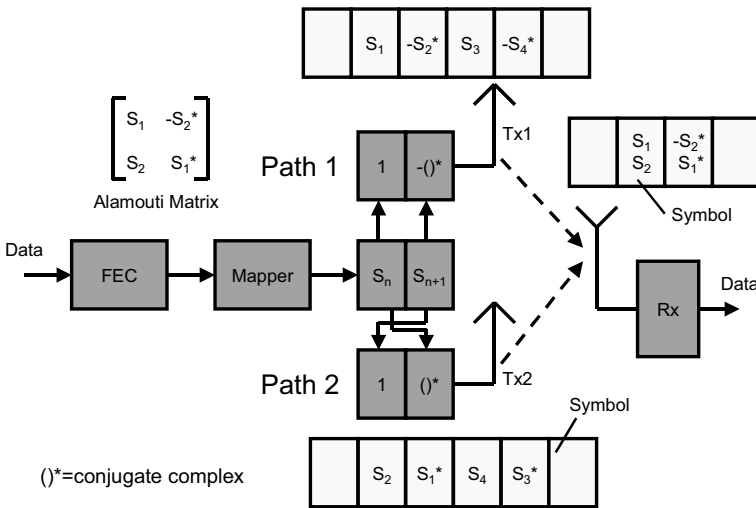 S1 -S2* S3 -S4*
S1 -S2*
S2 S1*
Alamouti Matrix
Tx1
Path 1
1 -()*
S1 -S2*
S2 S1*
Symbol
Data
FEC
Mapper
Sn Sn+1
Rx
Data
Path 2
1 ()*
Tx2
Symbol
S2 S1* S4 S3*
()*=conjugate complex